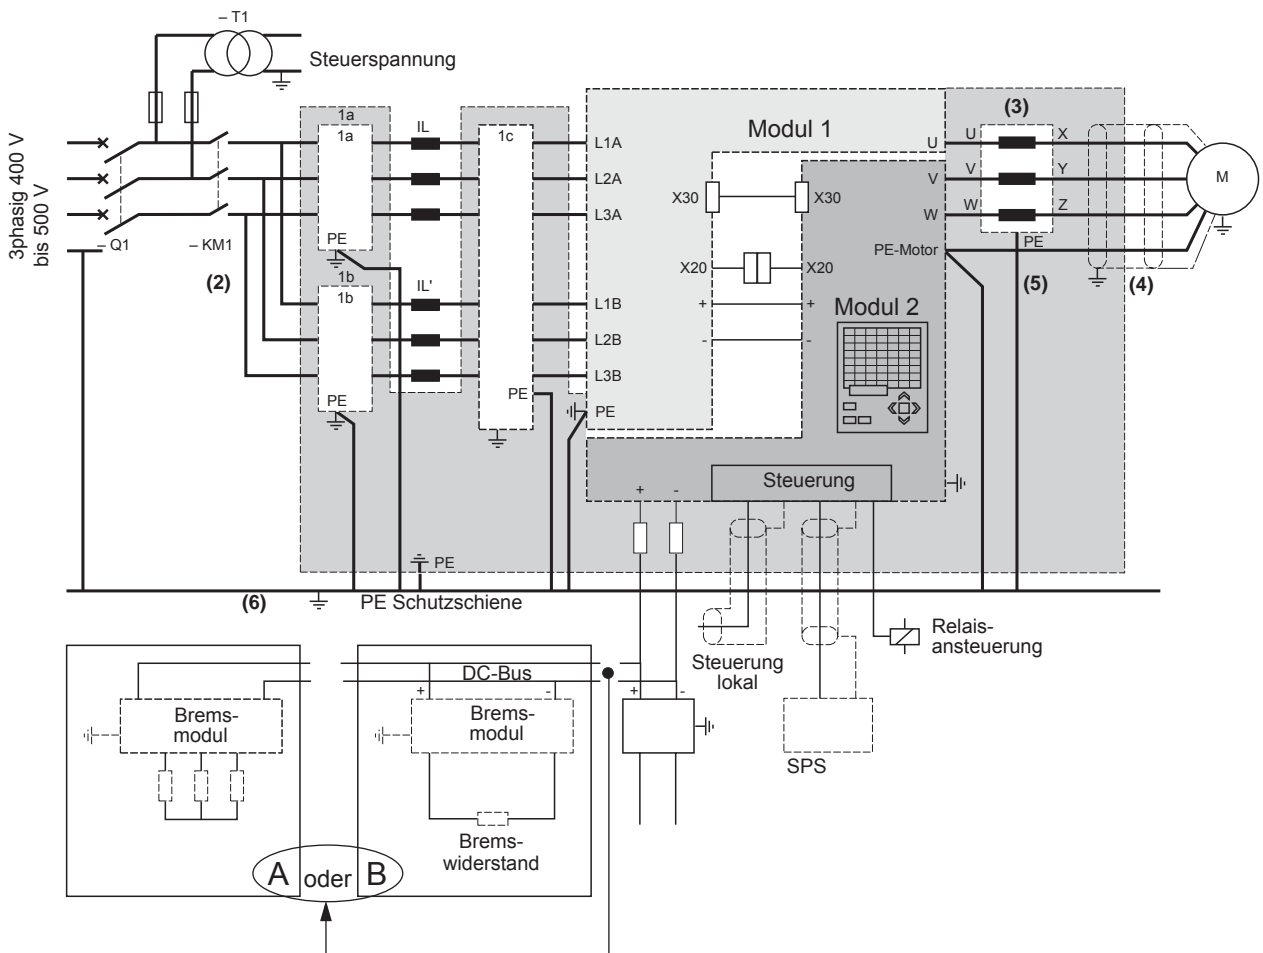 – T1
Steuerspannung
3phasig 400 V
bis 500 V
– Q1
– KM1
(2)
1a
1a
PE
IL
1c
1b
1b
PE
IL'
PE
L1A
L2A
L3A
L1B
L2B
L3B
PE
Modul 1
X30
X30
X20
X20
+
+
-
-
Modul 2
U
V
W
PE-Motor
(3)
U
V
W
X
Y
Z
PE
(5)
(4)
M
Steuerung
+
-
PE
(6)
PE Schutzschiene
Steuerung
lokal
Relais-
ansteuerung
SPS
DC-Bus
+
-
+
-
Brems-
modul
Brems-
modul
Brems-
widerstand
A oder B